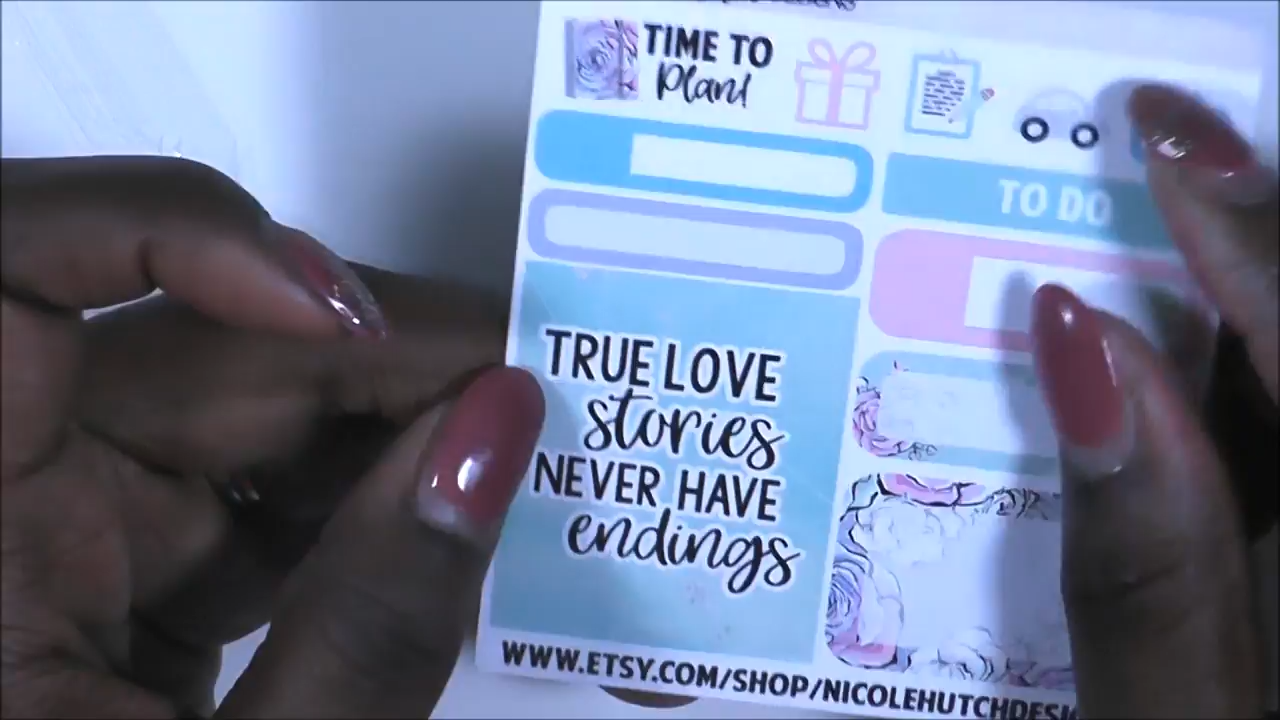 TIME TO
Plan!
TO DO
TRUE LOVE
stories
NEVER HAVE
endings
WWW.ETSY.COM/SHOP/NICOLEHUTCHDESI